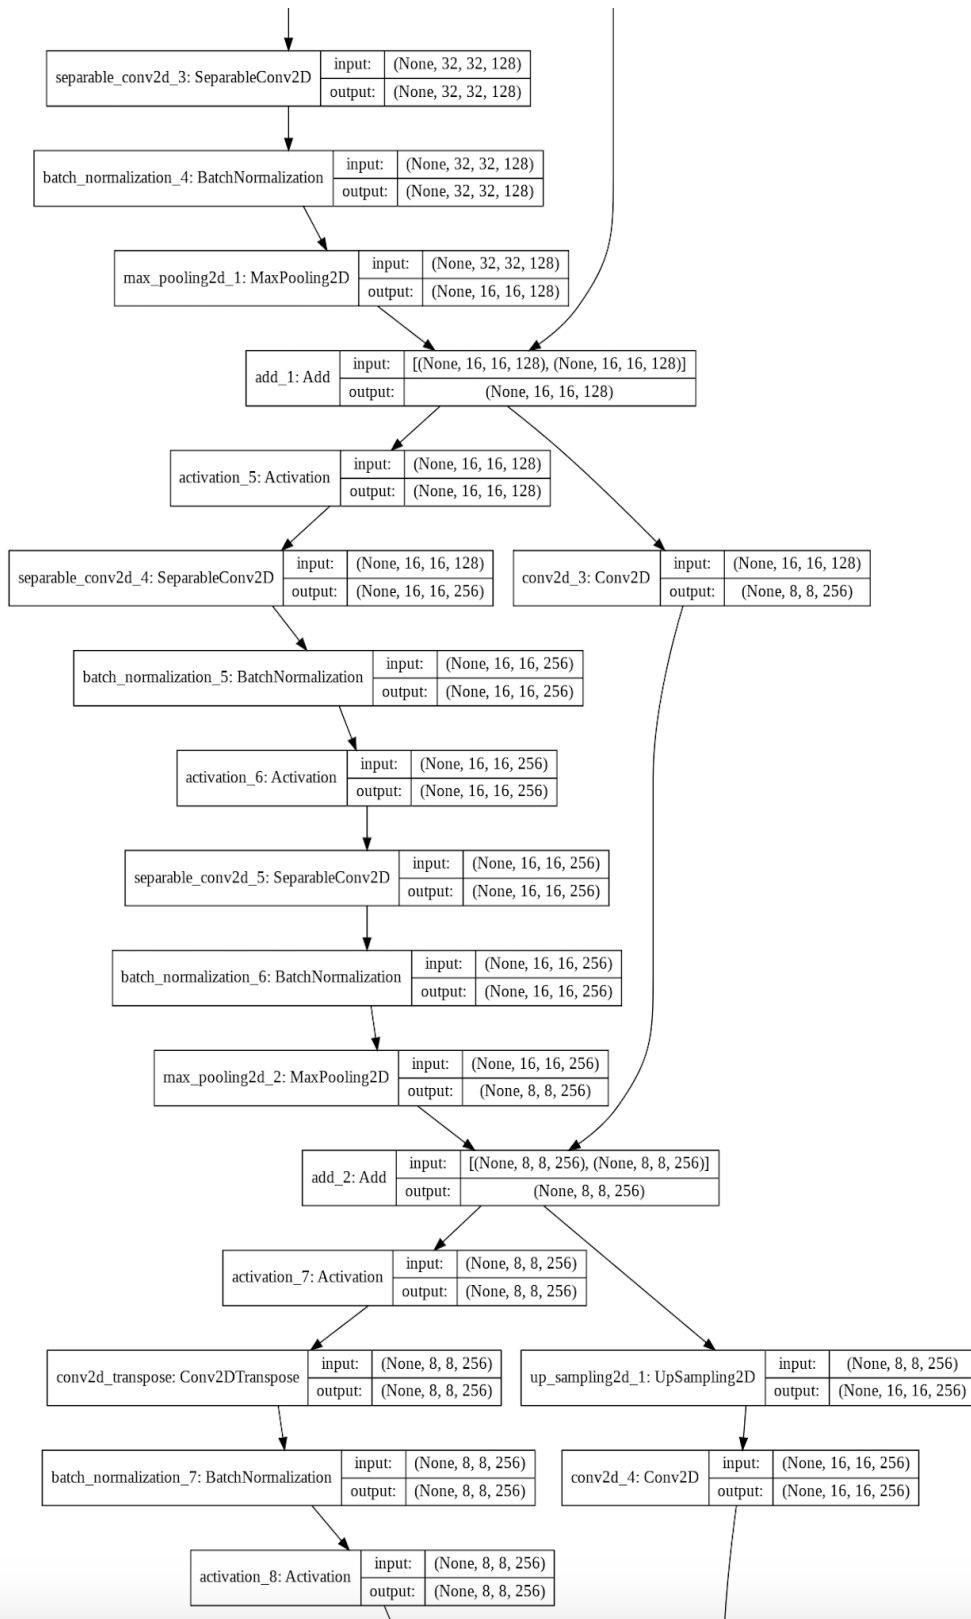 separable_conv2d_3: SeparableConv2D
input: (None, 32, 32, 128)
output: (None, 32, 32, 128)
batch_normalization_4: BatchNormalization
input: (None, 32, 32, 128)
output: (None, 32, 32, 128)
max_pooling2d_1: MaxPooling2D
input: (None, 32, 32, 128)
output: (None, 16, 16, 128)
add_1: Add
input: [(None, 16, 16, 128), (None, 16, 16, 128)]
output: (None, 16, 16, 128)
activation_5: Activation
input: (None, 16, 16, 128)
output: (None, 16, 16, 128)
separable_conv2d_4: SeparableConv2D
input: (None, 16, 16, 128)
output: (None, 16, 16, 256)
conv2d_3: Conv2D
input: (None, 16, 16, 128)
output: (None, 8, 8, 256)
batch_normalization_5: BatchNormalization
input: (None, 16, 16, 256)
output: (None, 16, 16, 256)
activation_6: Activation
input: (None, 16, 16, 256)
output: (None, 16, 16, 256)
separable_conv2d_5: SeparableConv2D
input: (None, 16, 16, 256)
output: (None, 16, 16, 256)
batch_normalization_6: BatchNormalization
input: (None, 16, 16, 256)
output: (None, 16, 16, 256)
max_pooling2d_2: MaxPooling2D
input: (None, 16, 16, 256)
output: (None, 8, 8, 256)
add_2: Add
input: [(None, 8, 8, 256), (None, 8, 8, 256)]
output: (None, 8, 8, 256)
activation_7: Activation
input: (None, 8, 8, 256)
output: (None, 8, 8, 256)
conv2d_transpose: Conv2DTranspose
input: (None, 8, 8, 256)
output: (None, 8, 8, 256)
up_sampling2d_1: UpSampling2D
input: (None, 8, 8, 256)
output: (None, 16, 16, 256)
batch_normalization_7: BatchNormalization
input: (None, 8, 8, 256)
output: (None, 8, 8, 256)
conv2d_4: Conv2D
input: (None, 16, 16, 256)
output: (None, 16, 16, 256)
activation_8: Activation
input: (None, 8, 8, 256)
output: (None, 8, 8, 256)